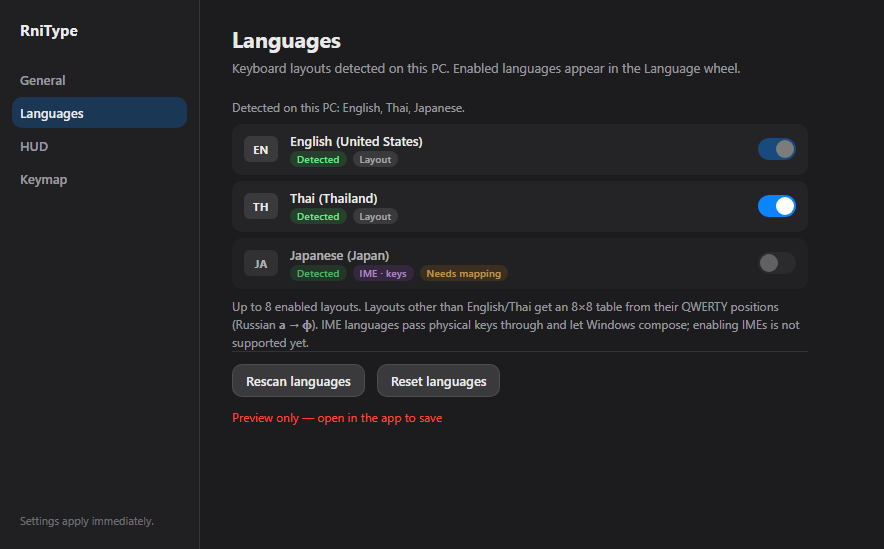 RniType
General
Languages
HUD
Keymap
Settings apply immediately.
Languages
Keyboard layouts detected on this PC. Enabled languages appear in the Language wheel.
Detected on this PC: English, Thai, Japanese.
EN
English (United States)
Detected Layout
TH
Thai (Thailand)
Detected Layout
JA
Japanese (Japan)
Detected IME · keys Needs mapping
Up to 8 enabled layouts. Layouts other than English/Thai get an 8×8 table from their QWERTY positions
(Russian a → ф). IME languages pass physical keys through and let Windows compose; enabling IMEs is not
supported yet.
Rescan languages Reset languages
Preview only — open in the app to save